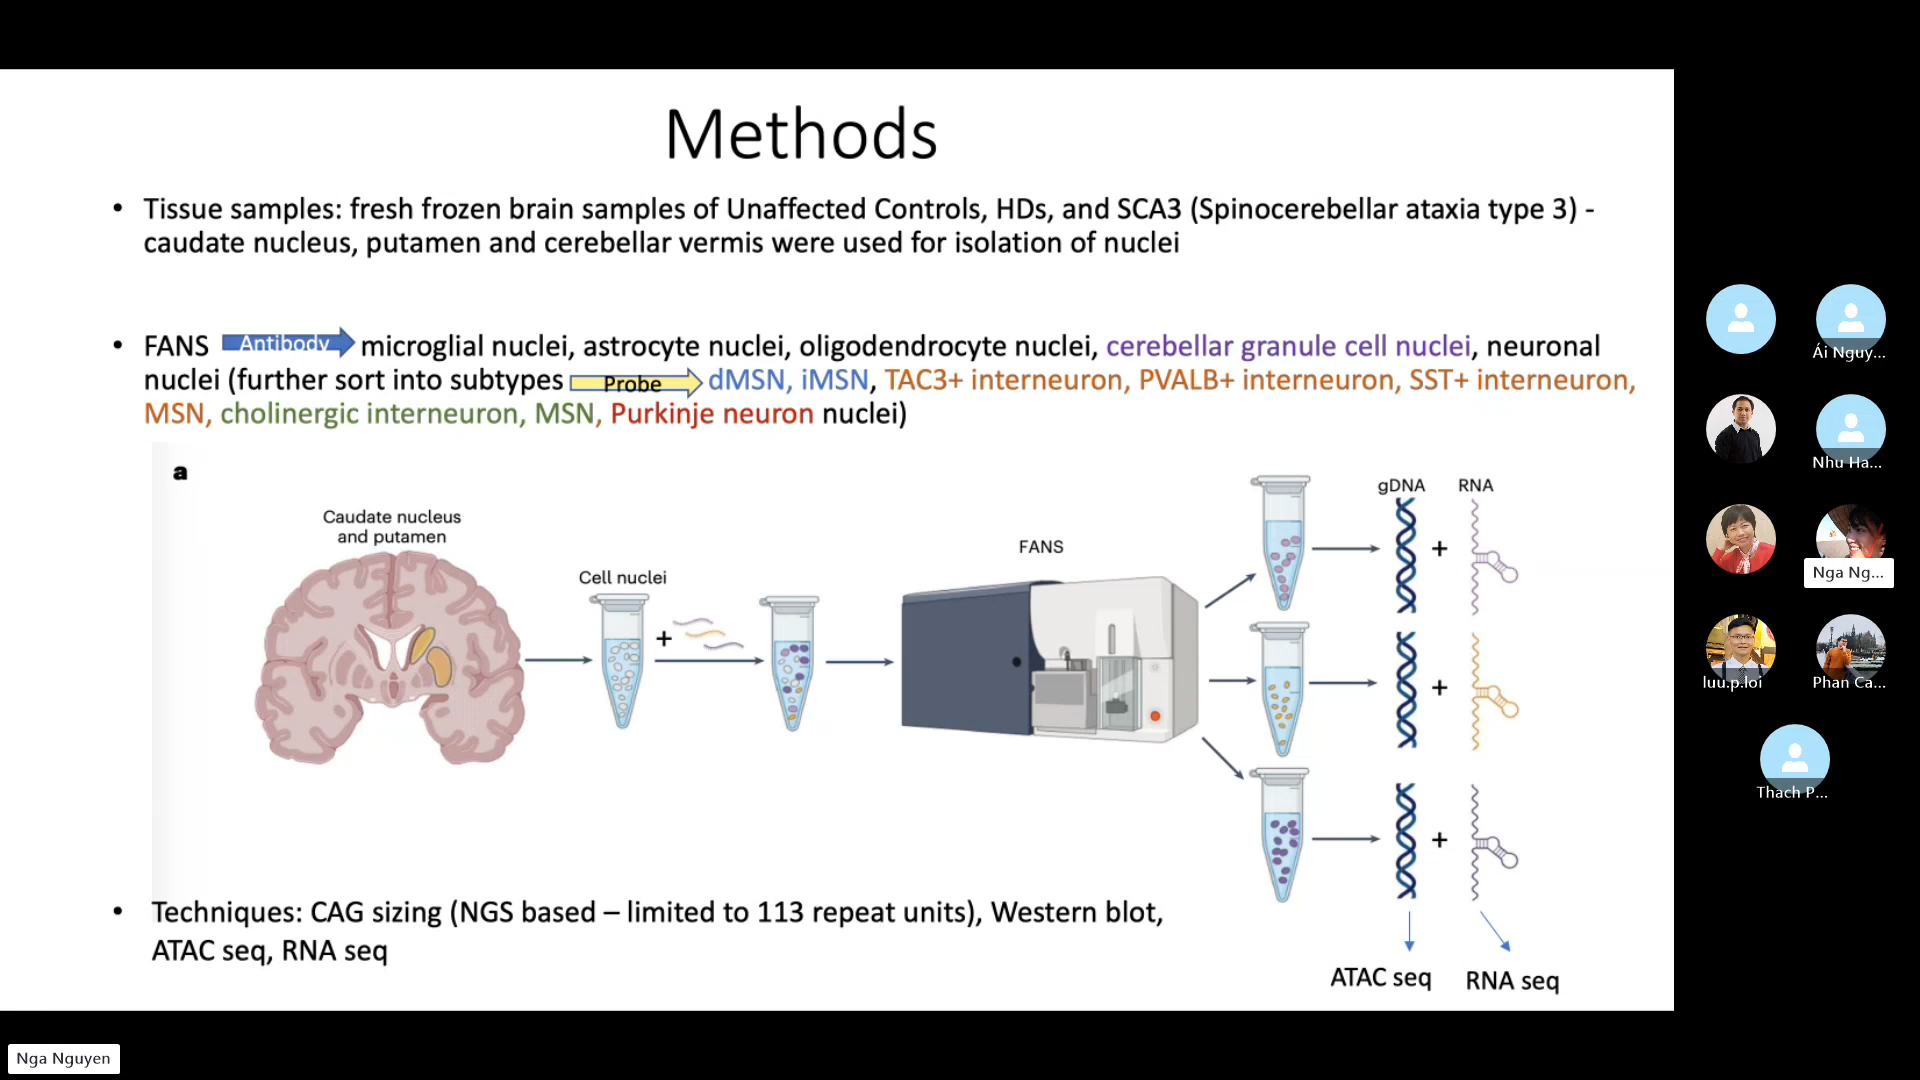 Methods
• Tissue samples: fresh frozen brain samples of Unaffected Controls, HDs, and SCA3 (Spinocerebellar ataxia type 3) -
caudate nucleus, putamen and cerebellar vermis were used for isolation of nuclei
• FANS Antibody microglial nuclei, astrocyte nuclei, oligodendrocyte nuclei, cerebellar granule cell nuclei, neuronal
nuclei (further sort into subtypes Probe dMSN, iMSN, TAC3+ interneuron, PVALB+ interneuron, SST+ interneuron,
MSN, cholinergic interneuron, MSN, Purkinje neuron nuclei)
a
Caudate nucleus
and putamen
Cell nuclei
+
FANS
gDNA RNA
+
+
+
ATAC seq RNA seq
• Techniques: CAG sizing (NGS based – limited to 113 repeat units), Western blot,
ATAC seq, RNA seq
Ái Nguy...
Nhu Ha...
Nga Ng...
luu.p.loi
Phan Ca...
Thach P...
Nga Nguyen